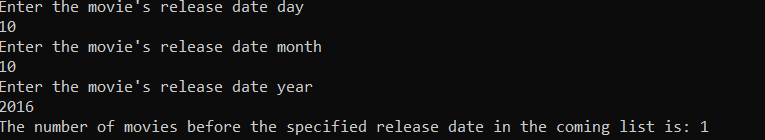 Enter the movie's release date day
10
Enter the movie's release date month
10
Enter the movie's release date year
2016
The number of movies before the specified release date in the coming list is: 1